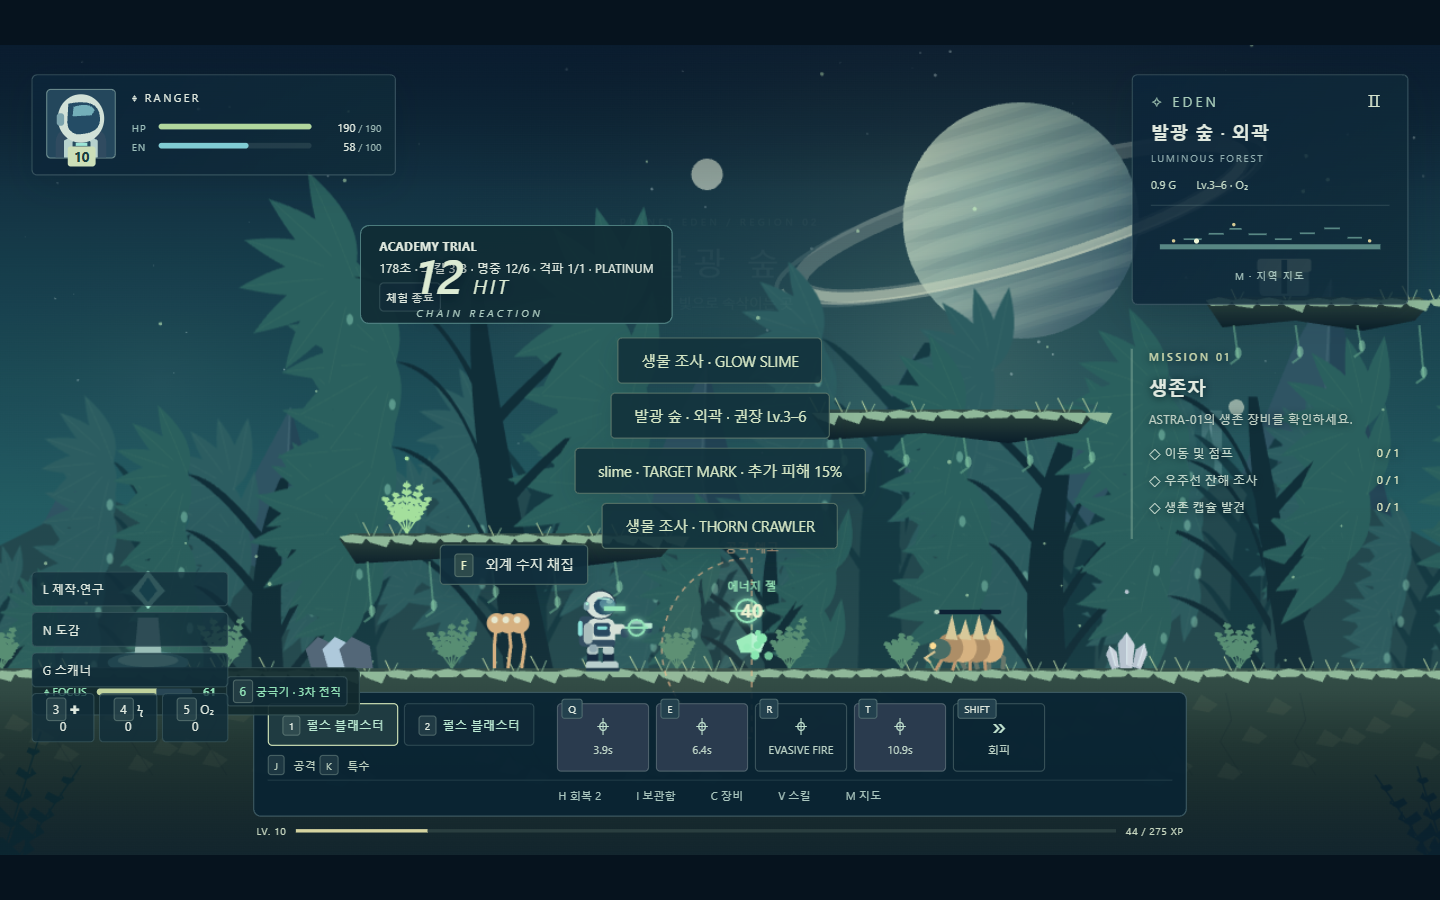 ⌖ RANGER
HP 190 / 190
EN 58 / 100
10
✧ EDEN II
발광 숲 · 외곽
LUMINOUS FOREST
0.9 G Lv.3–6 · O₂
M · 지역 지도
ACADEMY TRIAL
178초 · 명중 12/6 · 격파 1/1 · PLATINUM
체험 종료
12 HIT
CHAIN REACTION
생물 조사 · GLOW SLIME
발광 숲 · 외곽 · 권장 Lv.3–6
slime · TARGET MARK · 추가 피해 15%
생물 조사 · THORN CRAWLER
MISSION 01
생존자
ASTRA-01의 생존 장비를 확인하세요.
◇ 이동 및 점프 0 / 1
◇ 우주선 잔해 조사 0 / 1
◇ 생존 캡슐 발견 0 / 1
F 외계 수지 채집
에너지 젤
40
L 제작·연구
N 도감
G 스캐너
FOCUS 61
3 ✚ 0
4 0
5 O₂ 0
6 궁극기 · 3차 전직
1 펄스 블래스터
2 펄스 블래스터
J 공격 K 특수
Q 3.9s
E 6.4s
R EVASIVE FIRE
T 10.9s
SHIFT » 회피
H 회복 2 I 보관함 C 장비 V 스킬 M 지도
LV. 10 44 / 275 XP